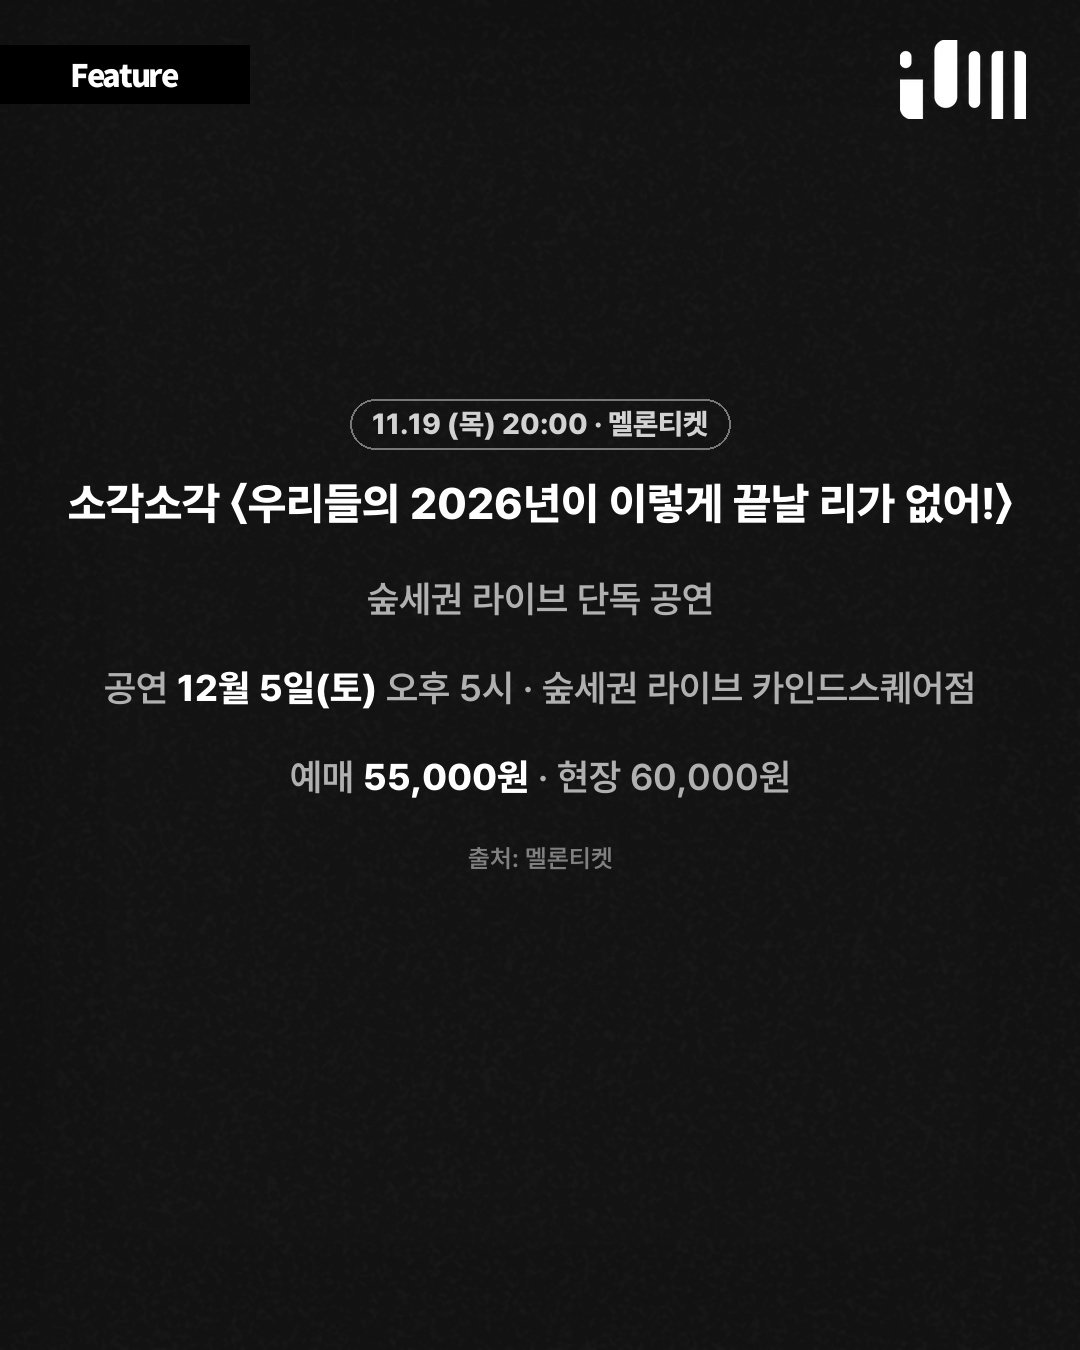 Feature
11.19 (목) 20:00 · 멜론티켓
소각소각 〈우리들의 2026년이 이렇게 끝날 리가 없어!〉
숲세권 라이브 단독 공연
공연 12월 5일(토) 오후 5시 · 숲세권 라이브 카인드스퀘어점
예매 55,000원 · 현장 60,000원
출처: 멜론티켓